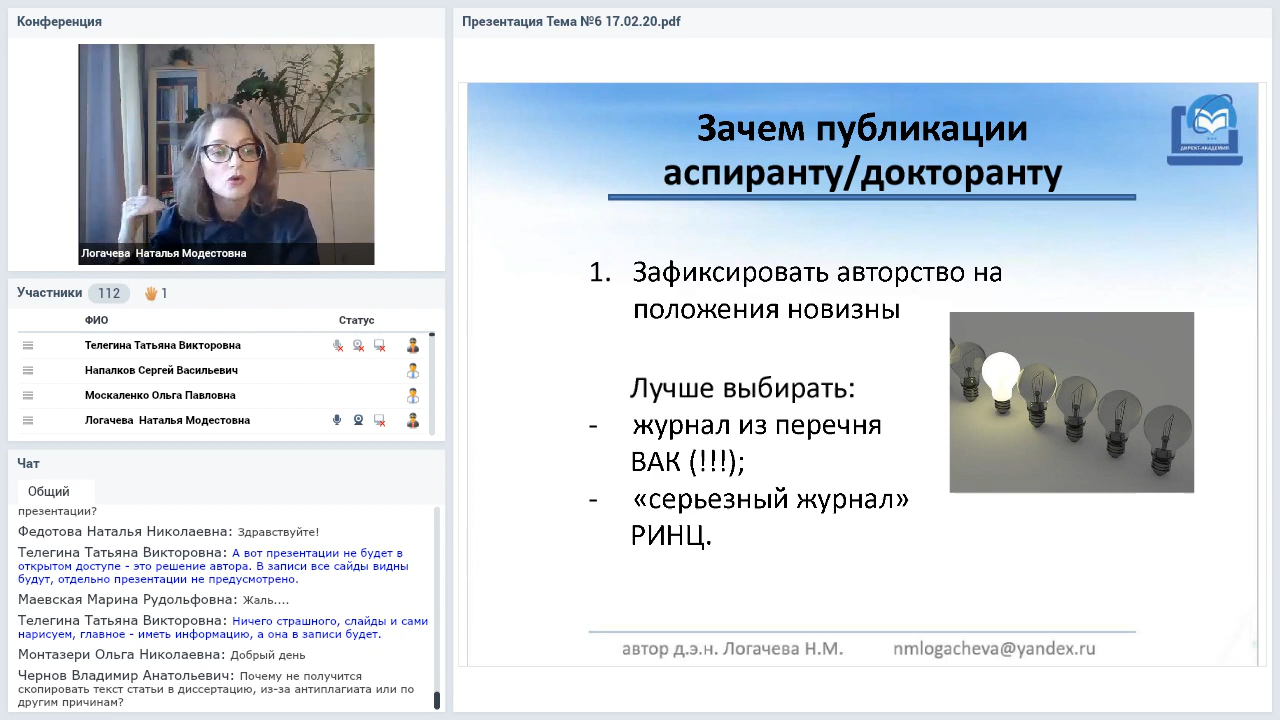 Конференция
Логачева Наталья Модестовна
Участники 112 1
ФИО Статус
Телегина Татьяна Викторовна
Напалков Сергей Васильевич
Москаленко Ольга Павловна
Логачева Наталья Модестовна
Чат
Общий
презентации?
Федотова Наталья Николаевна: Здравствуйте!
Телегина Татьяна Викторовна: А вот презентации не будет в
открытом доступе - это решение автора. В записи все сайды видны
будут, отдельно презентации не предусмотрено.
Маевская Марина Рудольфовна: Жаль....
Телегина Татьяна Викторовна: Ничего страшного, слайды и сами
нарисуем, главное - иметь информацию, а она в записи будет.
Монтазери Ольга Николаевна: Добрый день
Чернов Владимир Анатольевич: Почему не получится
скопировать текст статьи в диссертацию, из-за антиплагиата или по
другим причинам?
Презентация Тема №6 17.02.20.pdf
Зачем публикации
аспиранту/докторанту
ДИРЕКТ-АКАДЕМИЯ
1. Зафиксировать авторство на
положения новизны
Лучше выбирать:
- журнал из перечня
ВАК (!!!);
- «серьезный журнал»
РИНЦ.
автор д.э.н. Логачева Н.М. nmlogacheva@yandex.ru